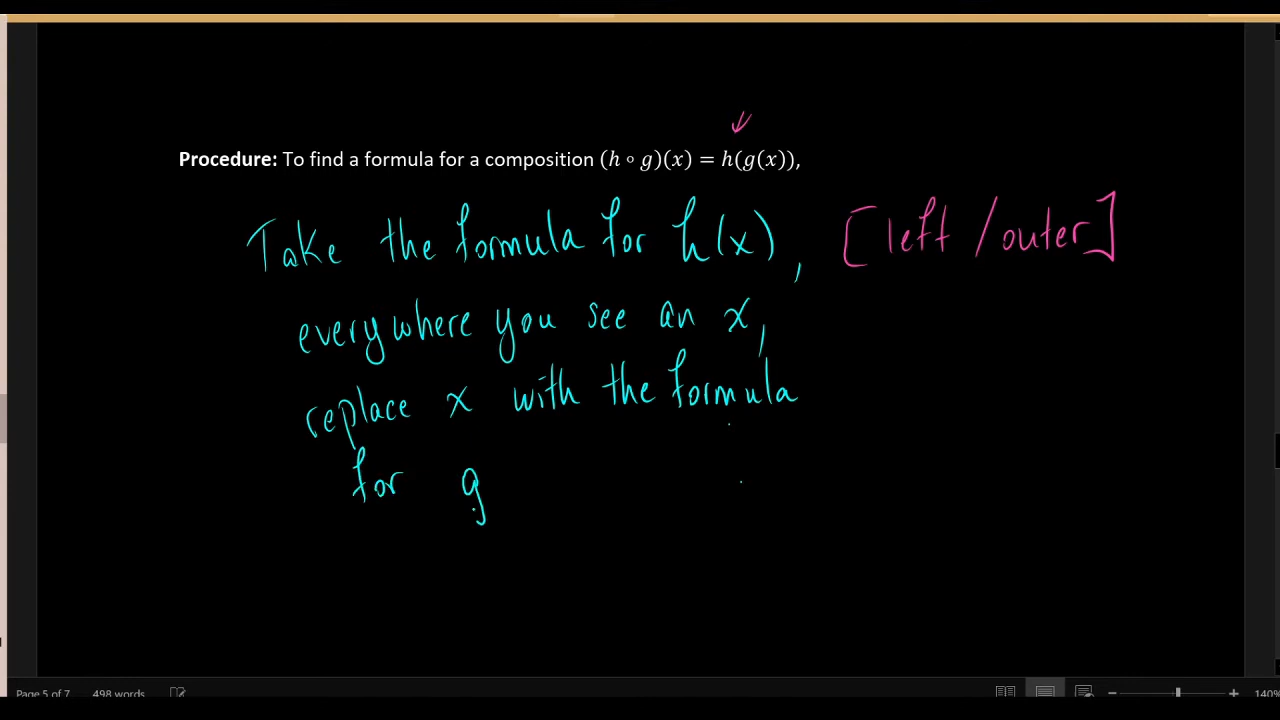 Procedure: To find a formula for a composition (h ∘ g)(x) = h(g(x)),
Take the formula for h(x), [left/outer]
everywhere you see an x,
replace x with the formula
for g
Page 5 of 7 498 words 140%